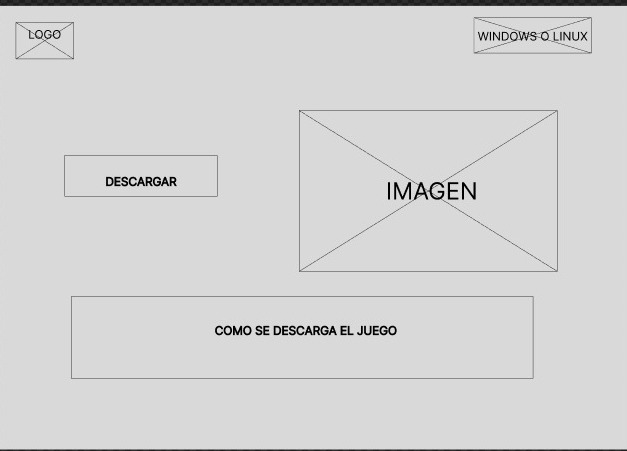 LOGO
WINDOWS O LINUX
DESCARGAR
IMAGEN
COMO SE DESCARGA EL JUEGO